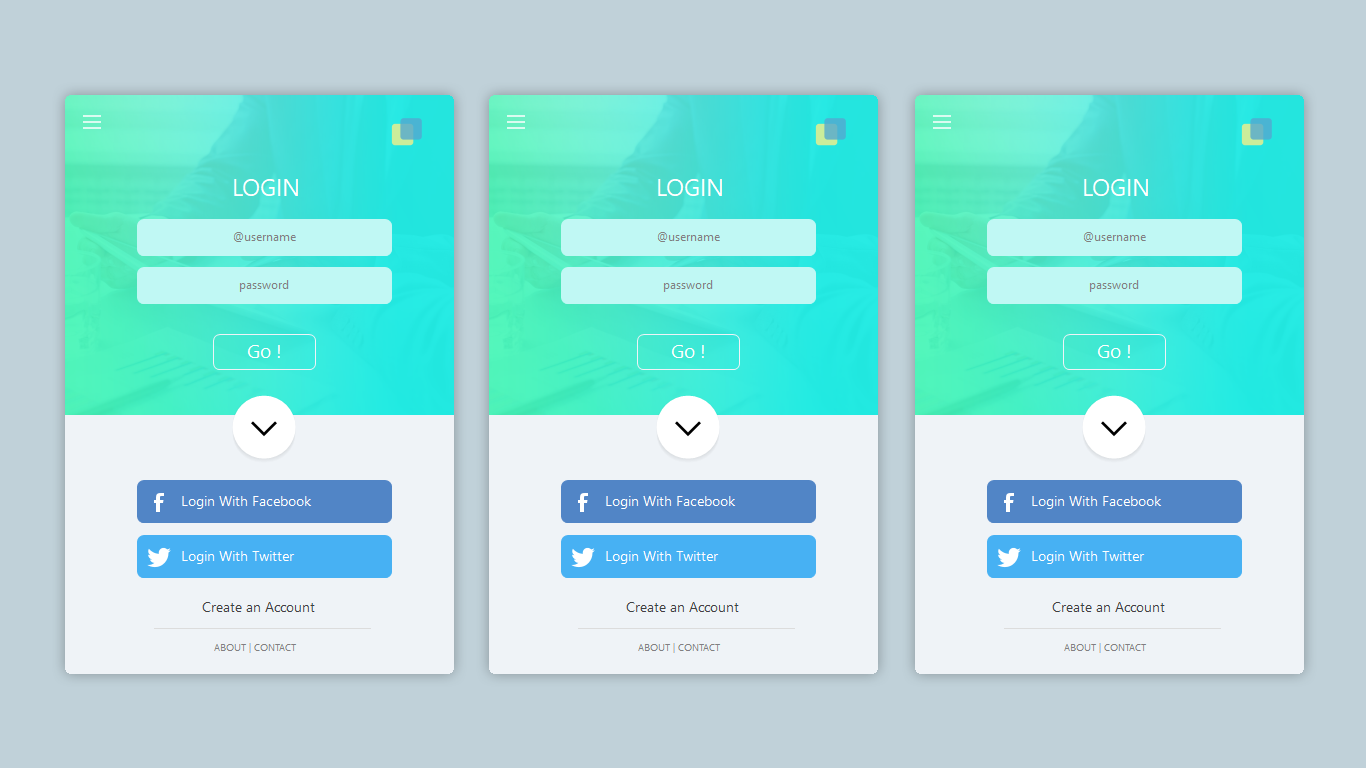 LOGIN
@username
password
Go !
Login With Facebook
Login With Twitter
Create an Account
ABOUT | CONTACT
LOGIN
@username
password
Go !
Login With Facebook
Login With Twitter
Create an Account
ABOUT | CONTACT
LOGIN
@username
password
Go !
Login With Facebook
Login With Twitter
Create an Account
ABOUT | CONTACT